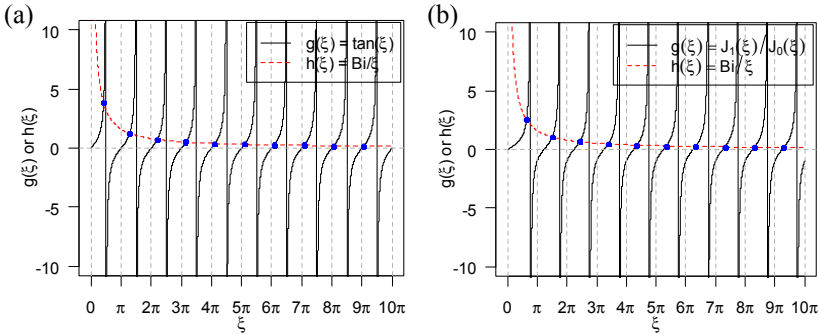 (a)
g(ξ) = tan(ξ)
h(ξ) = Bi/ξ
g(ξ) or h(ξ)
10
5
0
-5
-10
0 π 2π 3π 4π 5π 6π 7π 8π 9π 10π
ξ
(b)
g(ξ) = J₁(ξ)/J₀(ξ)
h(ξ) = Bi/ξ
g(ξ) or h(ξ)
10
5
0
-5
-10
0 π 2π 3π 4π 5π 6π 7π 8π 9π 10π
ξ